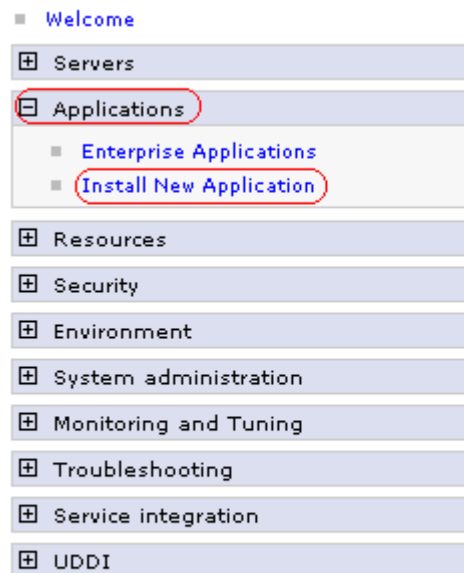 Welcome
Servers
Applications
Enterprise Applications
Install New Application
Resources
Security
Environment
System administration
Monitoring and Tuning
Troubleshooting
Service integration
UDDI